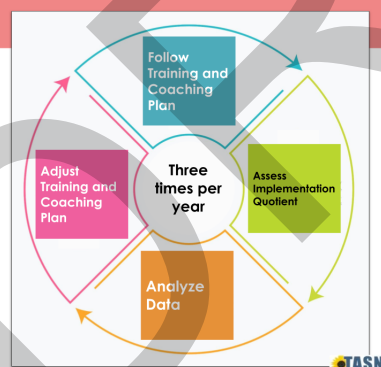 Follow
Training and
Coaching
Plan
Assess
Implementation
Quotient
Three
times per
year
Adjust
Training and
Coaching
Plan
Analyze
Data
TASN